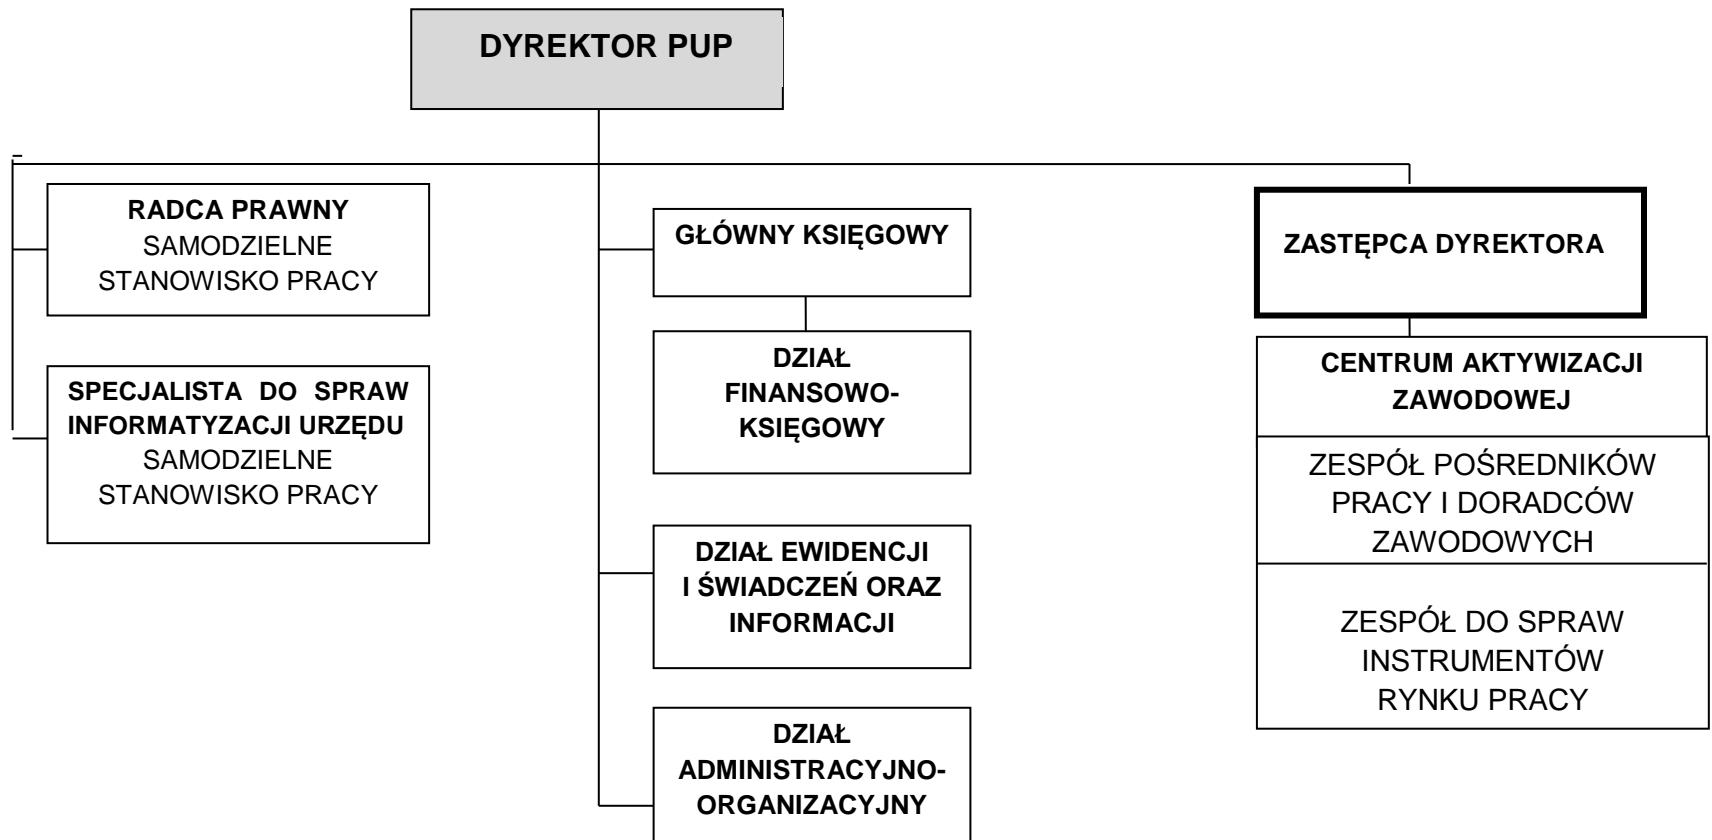 DYREKTOR PUP
RADCA PRAWNY
SAMODZIELNE
STANOWISKO PRACY
SPECJALISTA DO SPRAW
INFORMATYZACJI URZĘDU
SAMODZIELNE
STANOWISKO PRACY
GŁÓWNY KSIĘGOWY
DZIAŁ
FINANSOWO-
KSIĘGOWY
DZIAŁ EWIDENCJI
I ŚWIADCZEŃ ORAZ
INFORMACJI
DZIAŁ
ADMINISTRACYJNO-
ORGANIZACYJNY
ZASTĘPCA DYREKTORA
CENTRUM AKTYWIZACJI
ZAWODOWEJ
ZESPÓŁ POŚREDNIKÓW
PRACY I DORADCÓW
ZAWODOWYCH
ZESPÓŁ DO SPRAW
INSTRUMENTÓW
RYNKU PRACY